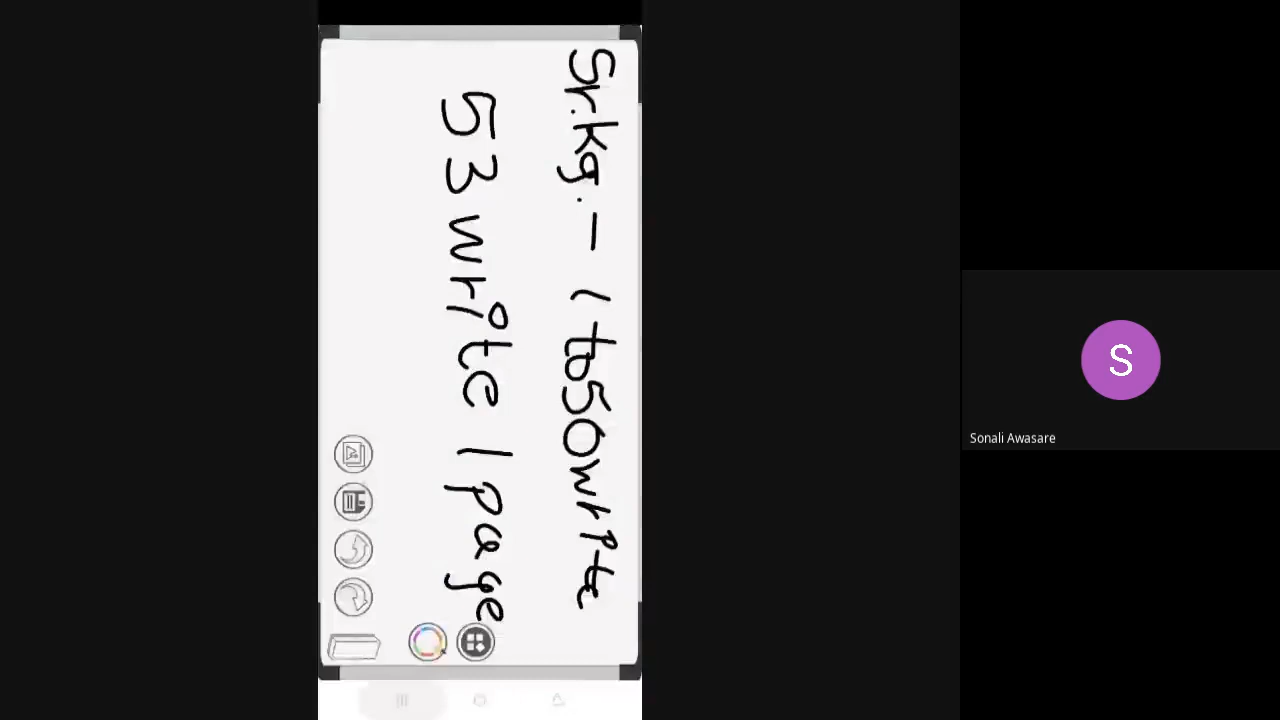 Sr.kg. - 1 to 50 write
53 write 1 page
S
Sonali Awasare